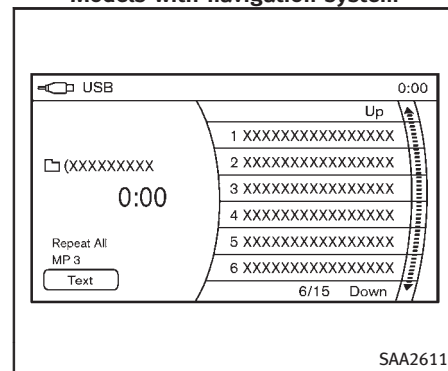 Models with navigation system
USB 0:00
Up
1 XXXXXXXXXXXXXXXX
2 XXXXXXXXXXXXXXXX
3 XXXXXXXXXXXXXXXX
4 XXXXXXXXXXXXXXXX
5 XXXXXXXXXXXXXXXX
6 XXXXXXXXXXXXXXXX
6/15 Down
(XXXXXXXXX
0:00
Repeat All
MP 3
Text
SAA2611